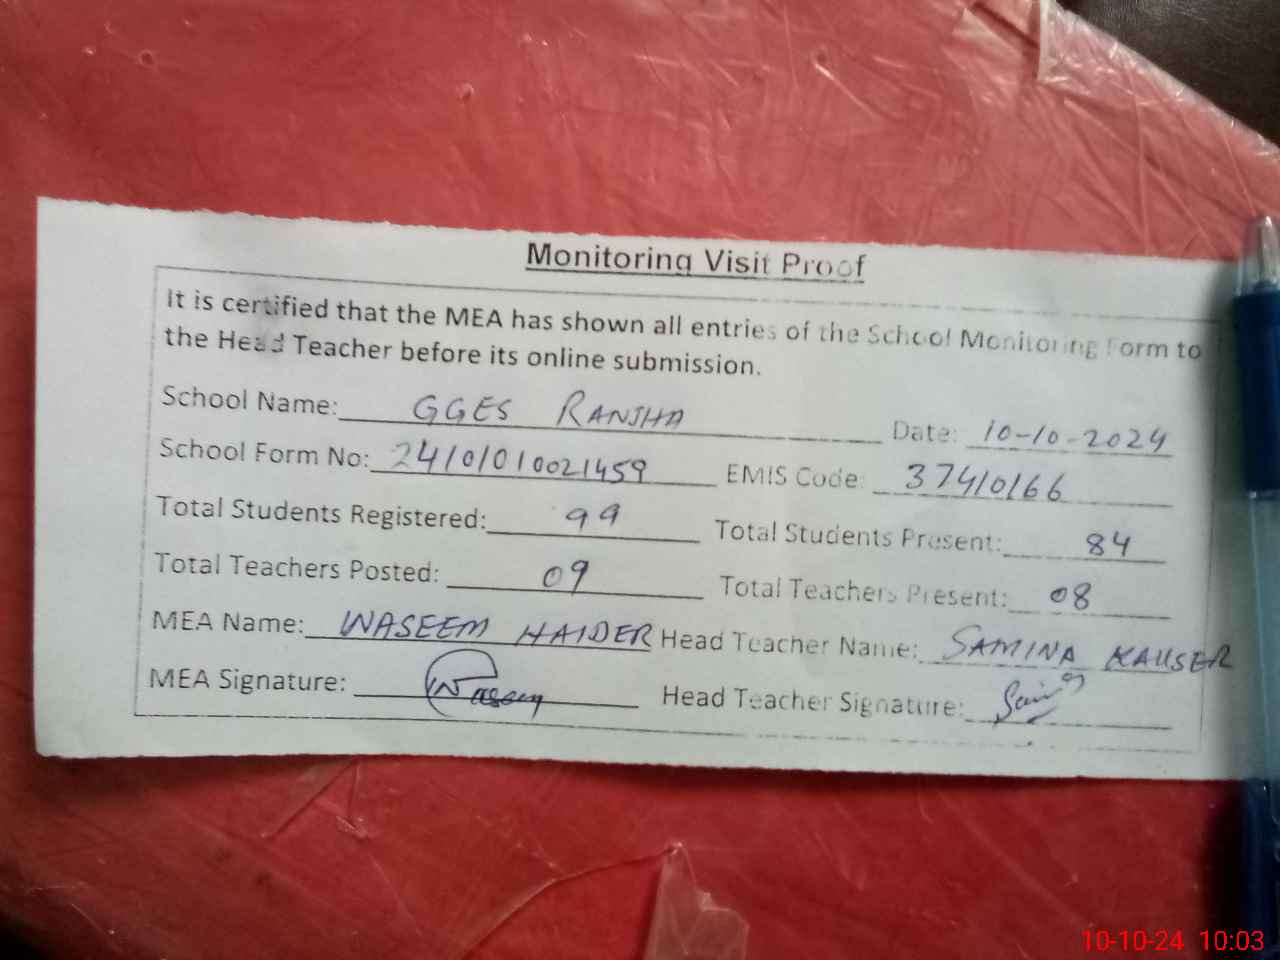 Monitoring Visit Proof
It is certified that the MEA has shown all entries of the School Monitoring Form to
the Head Teacher before its online submission.
School Name: GGES RANJHA Date: 10-10-2024
School Form No: 24101010021459 EMIS Code: 37410166
Total Students Registered: 99 Total Students Present: 84
Total Teachers Posted: 09 Total Teachers Present: 08
MEA Name: WASEEM HAIDER Head Teacher Name: SAMINA KAUSER
MEA Signature: Waseem Head Teacher Signature:
10-10-24 10:03